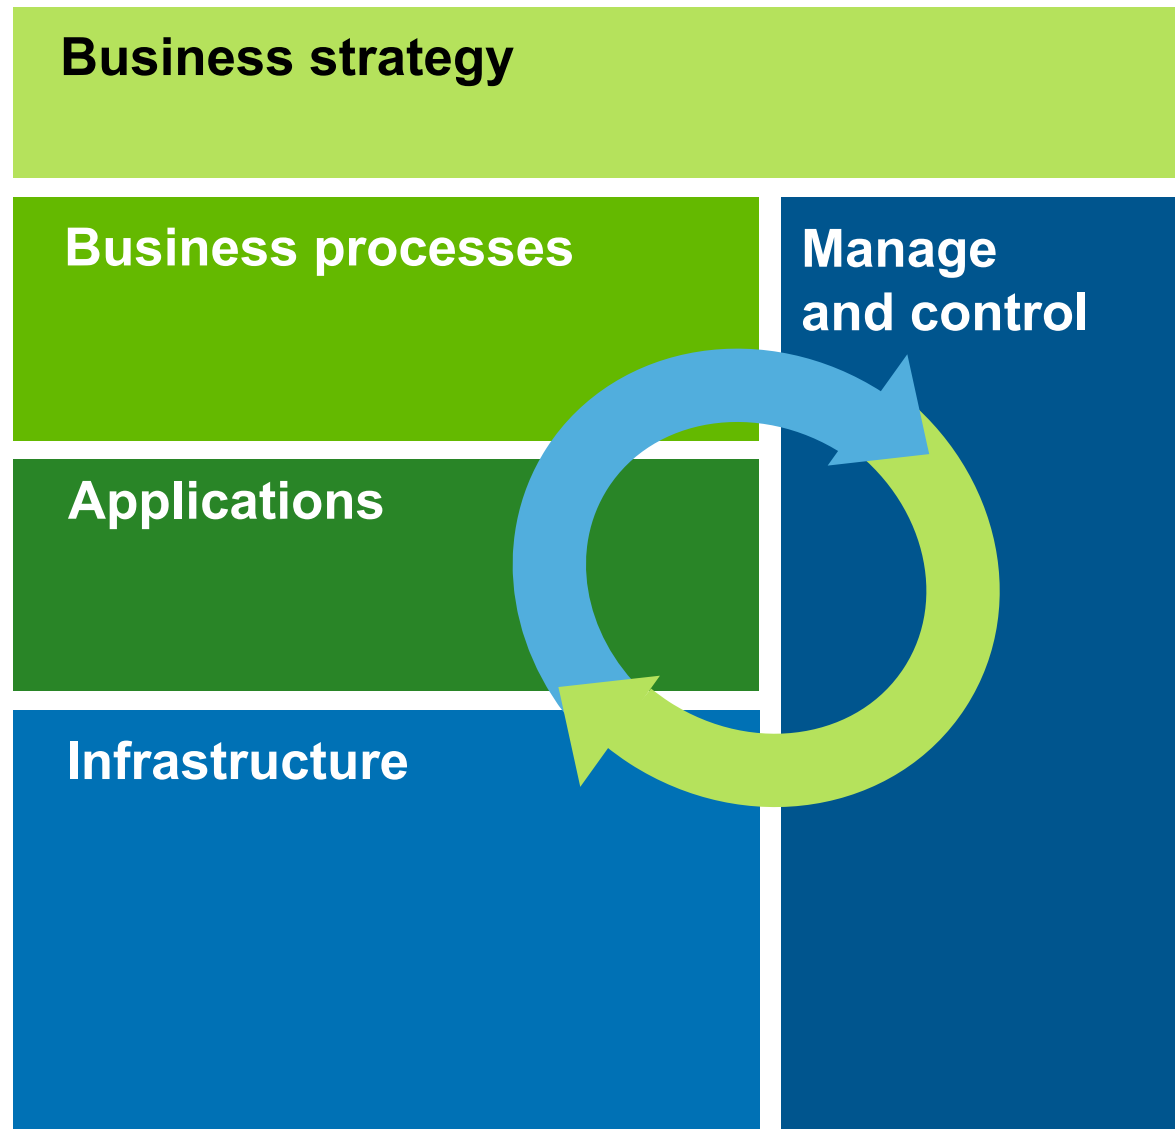 Business strategy
Business processes
Manage
and control
Applications
Infrastructure